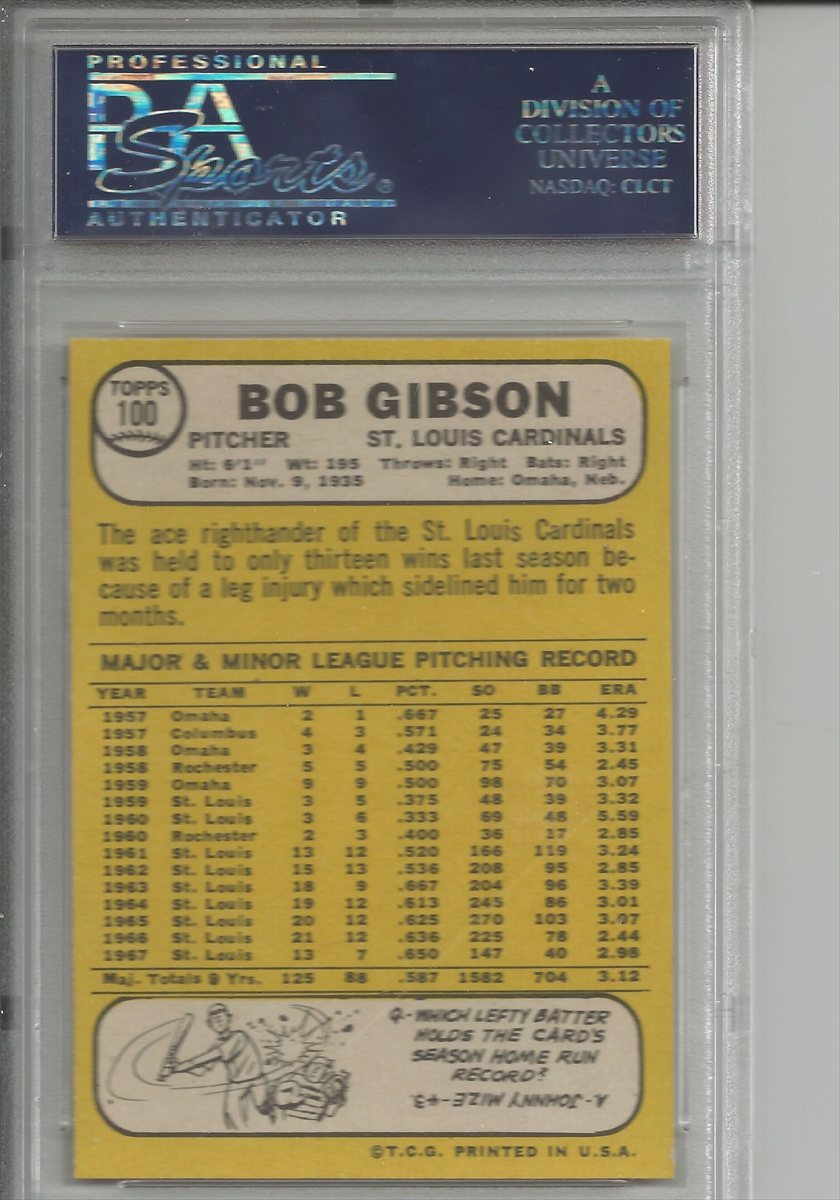 PROFESSIONAL
PSA
Sports®
AUTHENTICATOR
A
DIVISION OF
COLLECTORS
UNIVERSE
NASDAQ: CLCT
TOPPS
100
BOB GIBSON
PITCHER ST. LOUIS CARDINALS
Ht: 6'1" Wt: 195 Throws: Right Bats: Right
Born: Nov. 9, 1935 Home: Omaha, Neb.
The ace righthander of the St. Louis Cardinals
was held to only thirteen wins last season be-
cause of a leg injury which sidelined him for two
months.
MAJOR & MINOR LEAGUE PITCHING RECORD
YEAR TEAM W L PCT. SO BB ERA
1957 Omaha 2 1 .667 25 27 4.29
1957 Columbus 4 3 .571 24 34 3.77
1958 Omaha 3 4 .429 47 39 3.31
1958 Rochester 5 5 .500 75 54 2.45
1959 Omaha 9 9 .500 98 70 3.07
1959 St. Louis 3 5 .375 48 39 3.32
1960 St. Louis 3 6 .333 69 48 5.59
1960 Rochester 2 3 .400 36 17 2.85
1961 St. Louis 13 12 .520 166 119 3.24
1962 St. Louis 15 13 .536 208 95 2.85
1963 St. Louis 18 9 .667 204 96 3.39
1964 St. Louis 19 12 .613 245 86 3.01
1965 St. Louis 20 12 .625 270 103 3.07
1966 St. Louis 21 12 .636 225 78 2.44
1967 St. Louis 13 7 .650 147 40 2.98
Maj. Totals 9 Yrs. 125 88 .587 1582 704 3.12
Q-WHICH LEFTY BATTER
HOLDS THE CARD'S
SEASON HOME RUN
RECORD?
A-JOHNNY MIZE-43.
©T.C.G. PRINTED IN U.S.A.